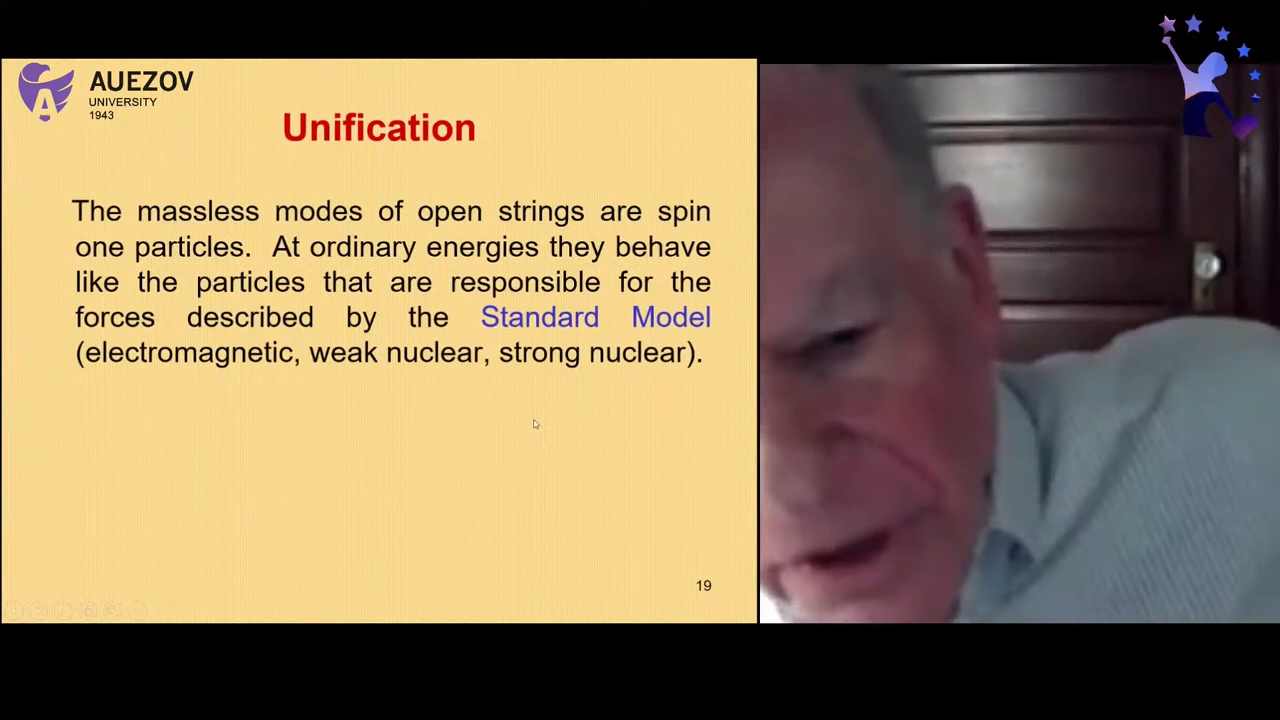 AUEZOV
UNIVERSITY
1943
Unification
The massless modes of open strings are spin
one particles. At ordinary energies they behave
like the particles that are responsible for the
forces described by the Standard Model
(electromagnetic, weak nuclear, strong nuclear).
19